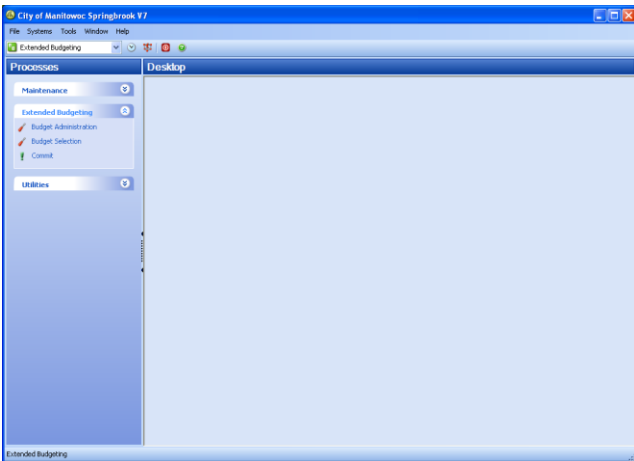 City of Manitowoc Springbrook V7
File Systems Tools Window Help
Extended Budgeting
Processes
Desktop
Maintenance
Extended Budgeting
Budget Administration
Budget Selection
Commit
Utilities
Extended Budgeting